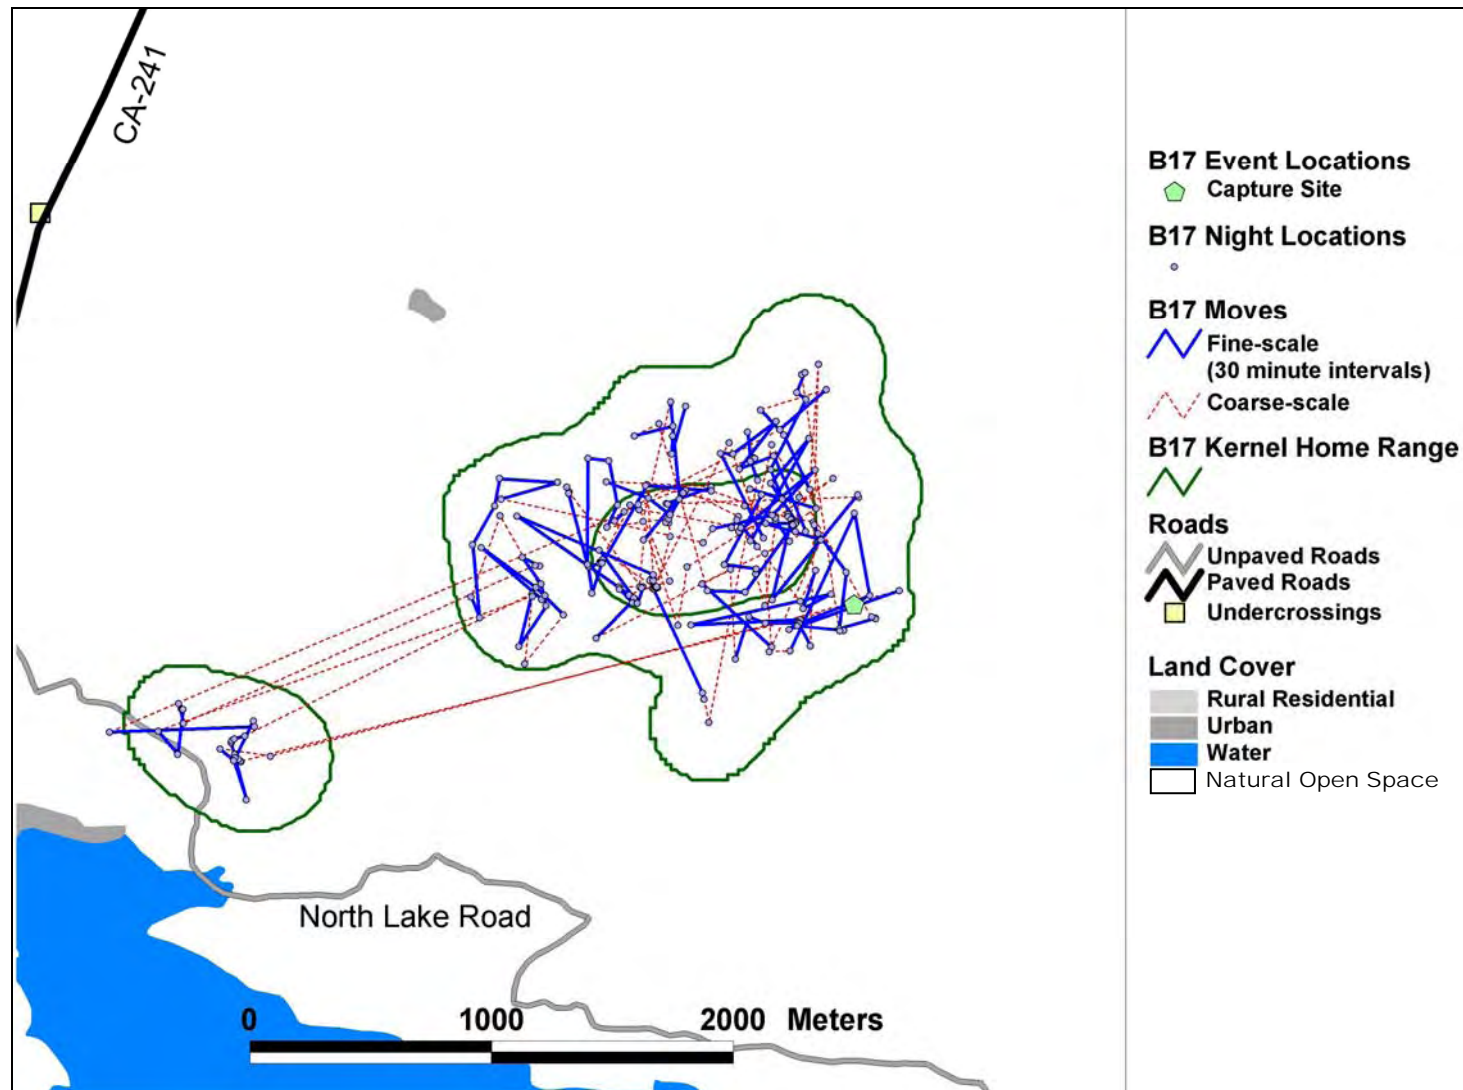 CA-241
B17 Event Locations
Capture Site
B17 Night Locations
B17 Moves
Fine-scale
(30 minute intervals)
Coarse-scale
B17 Kernel Home Range
Roads
Unpaved Roads
Paved Roads
Undercrossings
Land Cover
Rural Residential
Urban
Water
Natural Open Space
North Lake Road
0 1000 2000 Meters